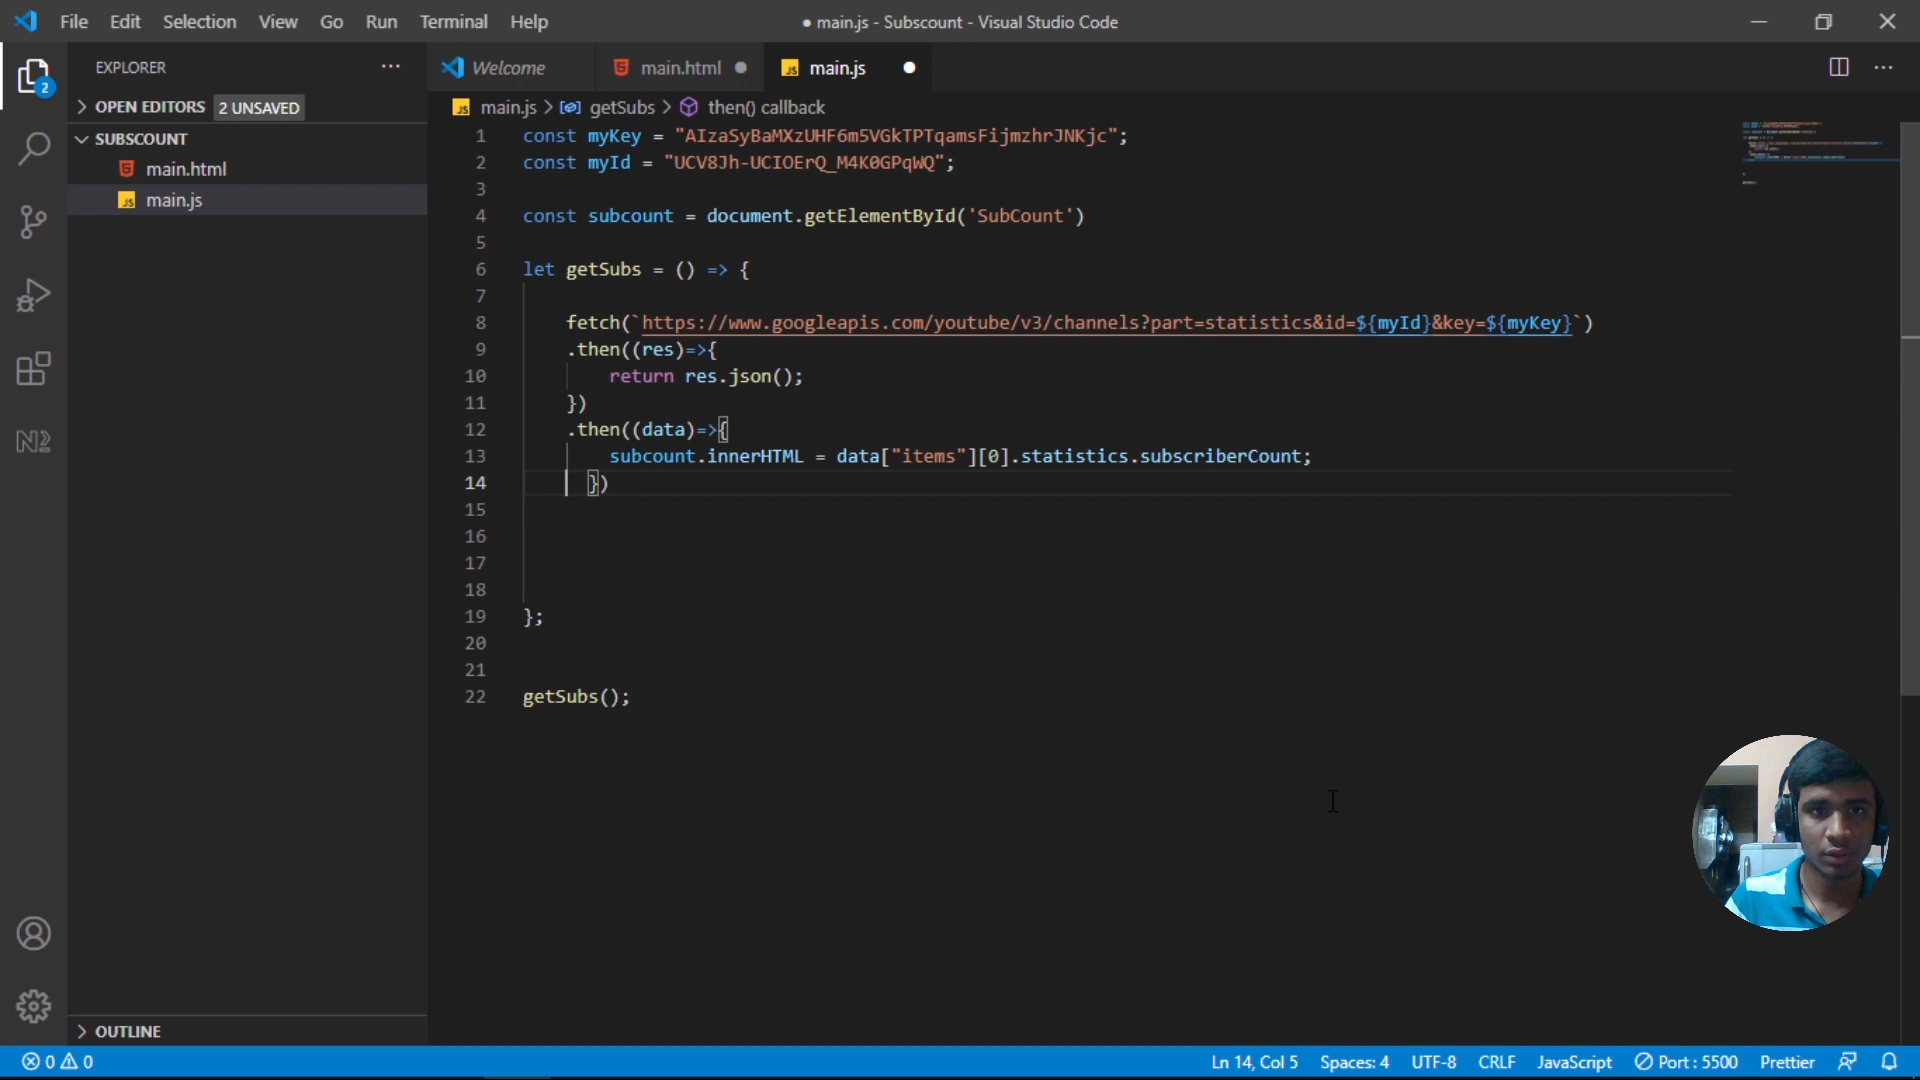 File Edit Selection View Go Run Terminal Help
● main.js - Subscount - Visual Studio Code
EXPLORER
2
OPEN EDITORS 2 UNSAVED
SUBSCOUNT
main.html
main.js
OUTLINE
Welcome main.html main.js
main.js > getSubs > then() callback
1 const myKey = "AIzaSyBaMXzUHF6m5VGkTPTqamsFijmzhrJNKjc";
2 const myId = "UCV8Jh-UCIOErQ_M4K0GPqWQ";
3
4 const subcount = document.getElementById('SubCount')
5
6 let getSubs = () => {
7
8 fetch(`https://www.googleapis.com/youtube/v3/channels?part=statistics&id=${myId}&key=${myKey}`)
9 .then((res)=>{
10 return res.json();
11 })
12 .then((data)=>{
13 subcount.innerHTML = data["items"][0].statistics.subscriberCount;
14 })
15
16
17
18
19 };
20
21
22 getSubs();
0 0 Ln 14, Col 5 Spaces: 4 UTF-8 CRLF JavaScript Port : 5500 Prettier